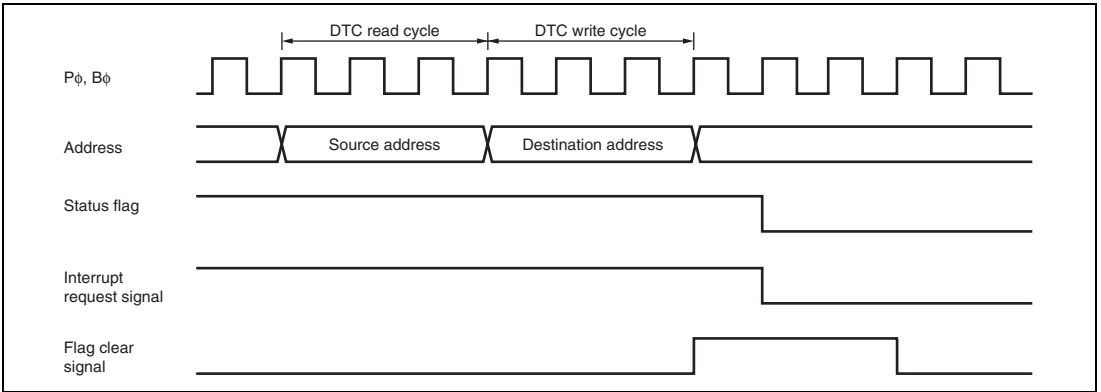 DTC read cycle
DTC write cycle
Pϕ, Bϕ
Address
Source address
Destination address
Status flag
Interrupt
request signal
Flag clear
signal